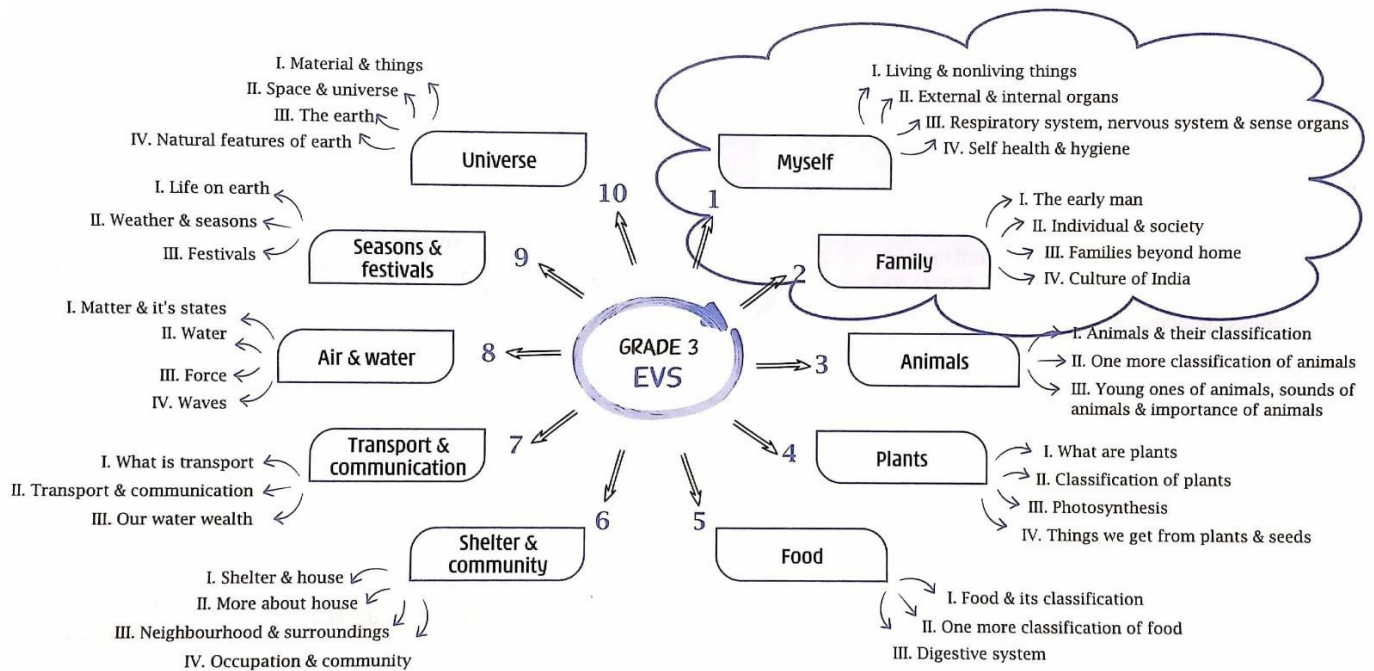 GRADE 3
EVS
1
Myself
I. Living & nonliving things
II. External & internal organs
III. Respiratory system, nervous system & sense organs
IV. Self health & hygiene
2
Family
I. The early man
II. Individual & society
III. Families beyond home
IV. Culture of India
3
Animals
I. Animals & their classification
II. One more classification of animals
III. Young ones of animals, sounds of
animals & importance of animals
4
Plants
I. What are plants
II. Classification of plants
III. Photosynthesis
IV. Things we get from plants & seeds
5
Food
I. Food & its classification
II. One more classification of food
III. Digestive system
6
Shelter &
community
I. Shelter & house
II. More about house
III. Neighbourhood & surroundings
IV. Occupation & community
7
Transport &
communication
I. What is transport
II. Transport & communication
III. Our water wealth
8
Air & water
I. Matter & it's states
II. Water
III. Force
IV. Waves
9
Seasons &
festivals
I. Life on earth
II. Weather & seasons
III. Festivals
10
Universe
I. Material & things
II. Space & universe
III. The earth
IV. Natural features of earth